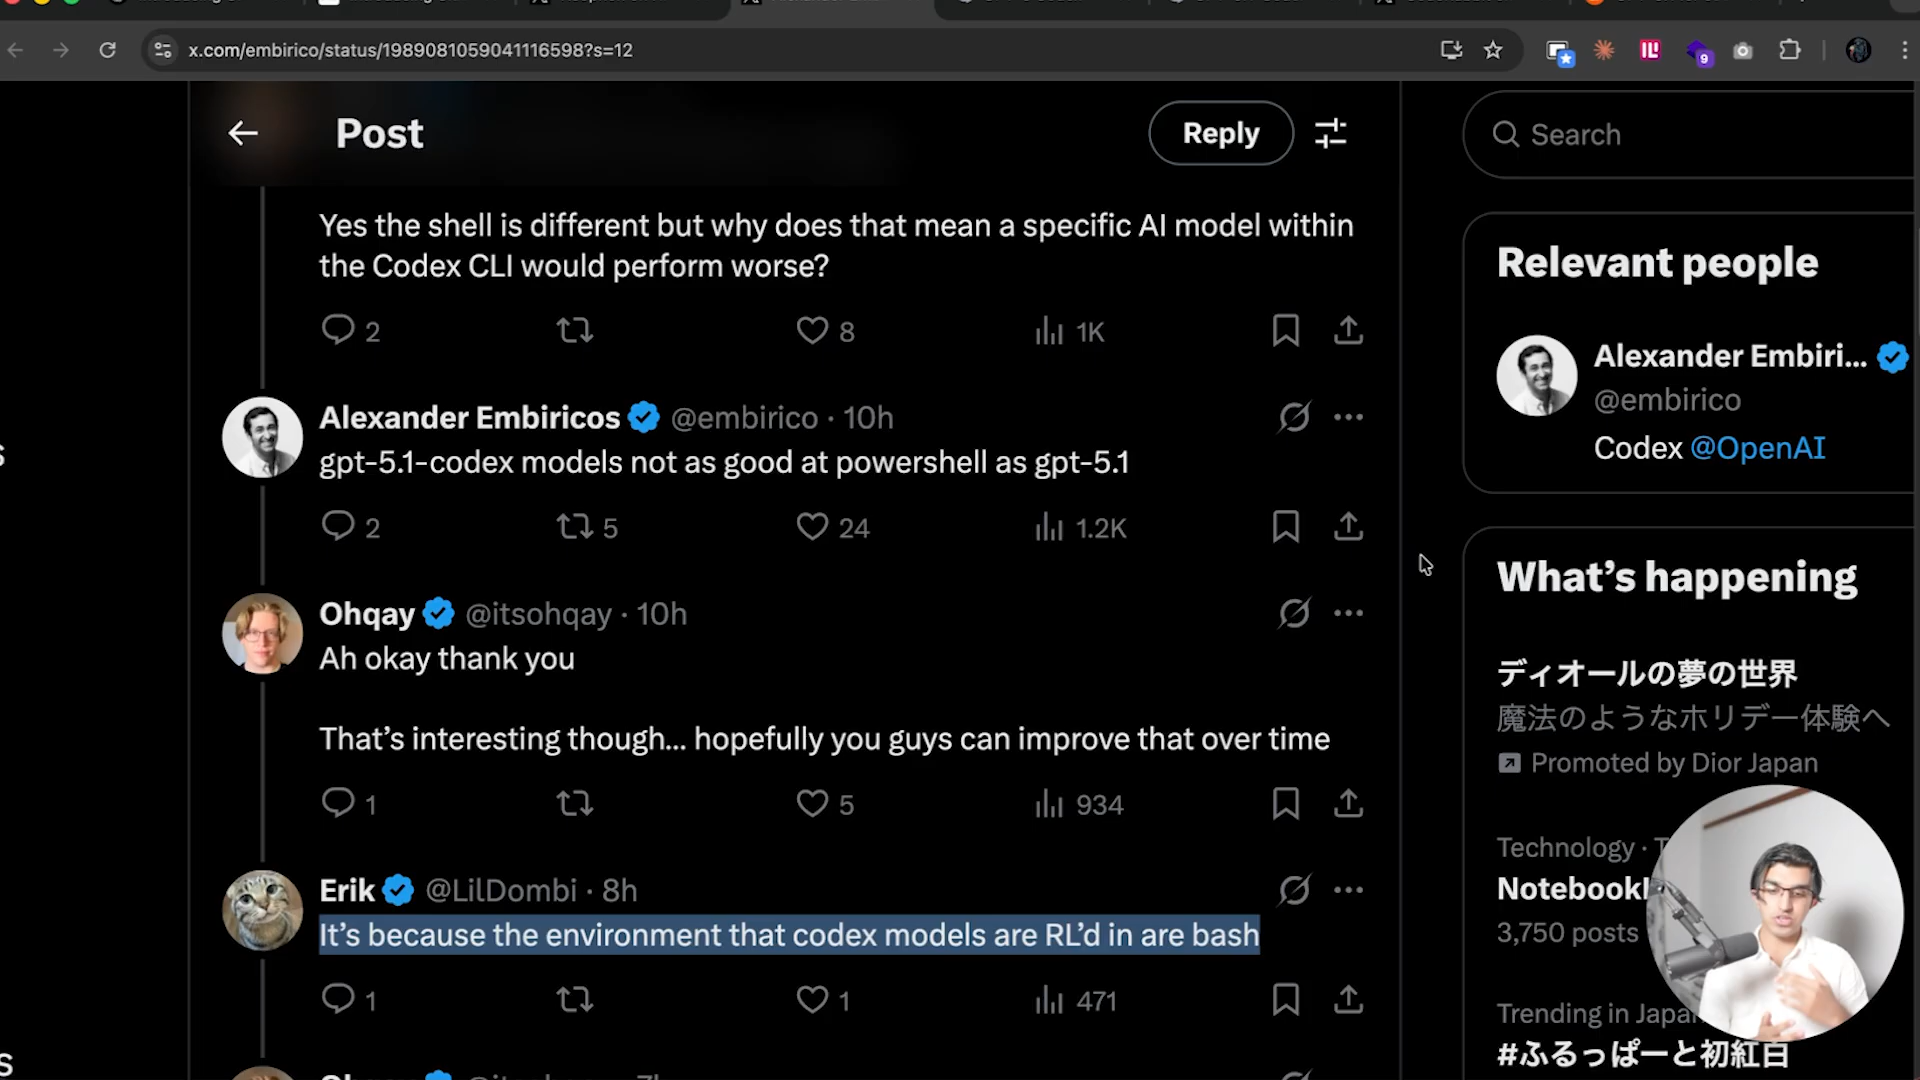 x.com/embirico/status/1989081059041116598?s=12
9
Post
Reply
Search
Yes the shell is different but why does that mean a specific AI model within
the Codex CLI would perform worse?
2
8
1K
Alexander Embiricos @embirico · 10h
gpt-5.1-codex models not as good at powershell as gpt-5.1
2
5
24
1.2K
Ohqay @itsohqay · 10h
Ah okay thank you
That's interesting though... hopefully you guys can improve that over time
1
5
934
Erik @LilDombi · 8h
It's because the environment that codex models are RL'd in are bash
1
1
471
Relevant people
Alexander Embiri...
@embirico
Codex @OpenAI
What's happening
ディオールの夢の世界
魔法のようなホリデー体験へ
Promoted by Dior Japan
Technology ·
3,750 posts
Trending in
#ふるっぱーと初紅白